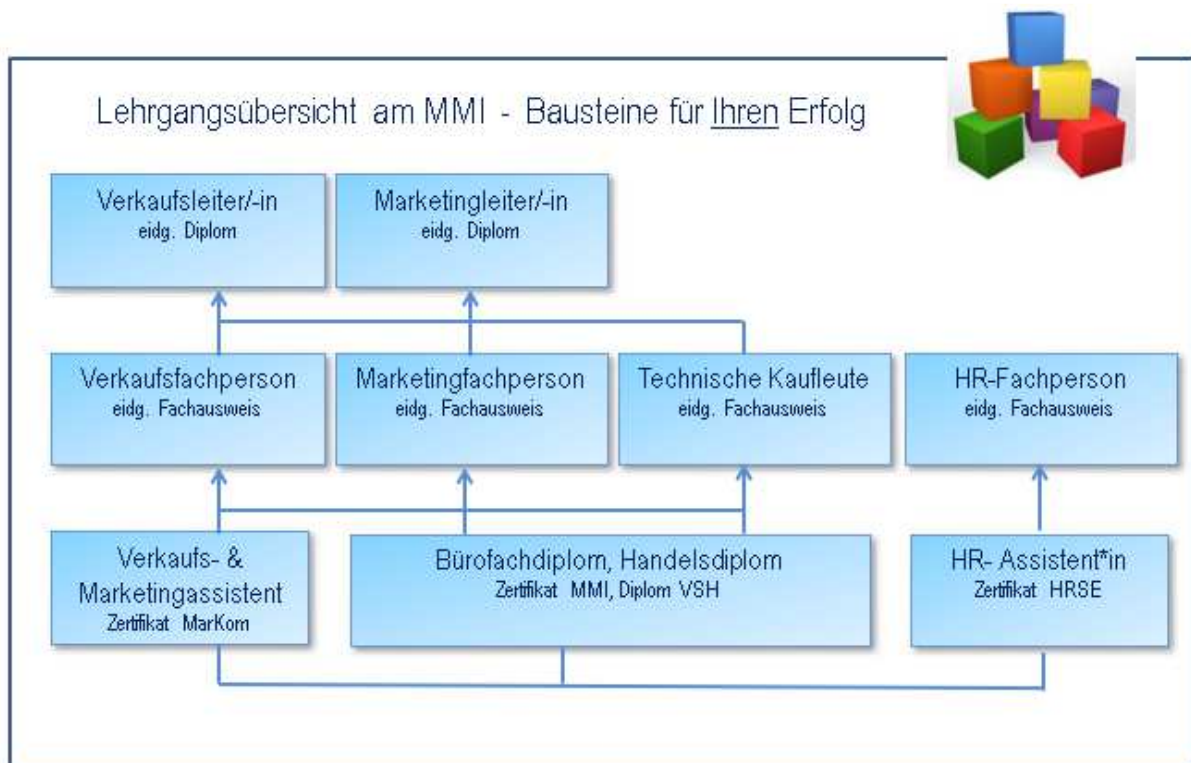 Lehrgangsübersicht am MMI - Bausteine für Ihren Erfolg
Verkaufsleiter/-in
eidg. Diplom
Marketingleiter/-in
eidg. Diplom
Verkaufsfachperson
eidg. Fachausweis
Marketingfachperson
eidg. Fachausweis
Technische Kaufleute
eidg. Fachausweis
HR-Fachperson
eidg. Fachausweis
Verkaufs- &
Marketingassistent
Zertifikat MarKom
Bürofachdiplom, Handelsdiplom
Zertifikat MMI, Diplom VSH
HR- Assistent*in
Zertifikat HRSE